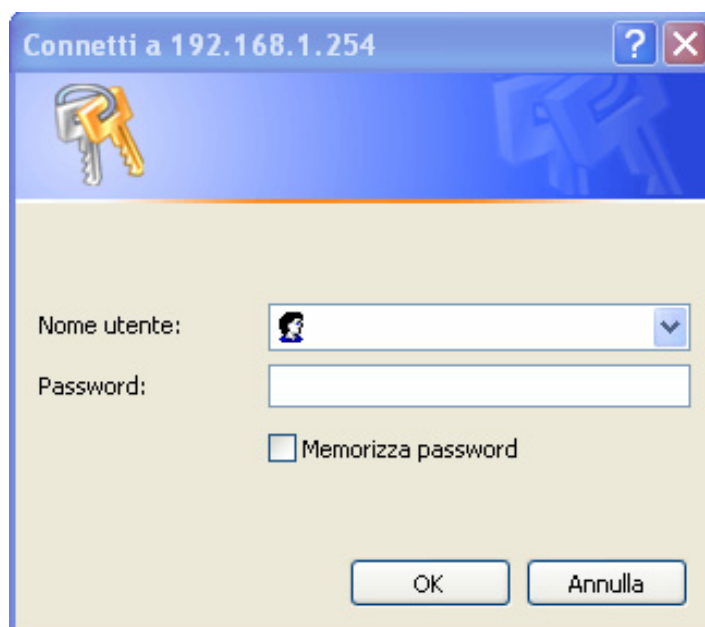 Connetti a 192.168.1.254
?
Nome utente:
Password:
Memorizza password
OK
Annulla